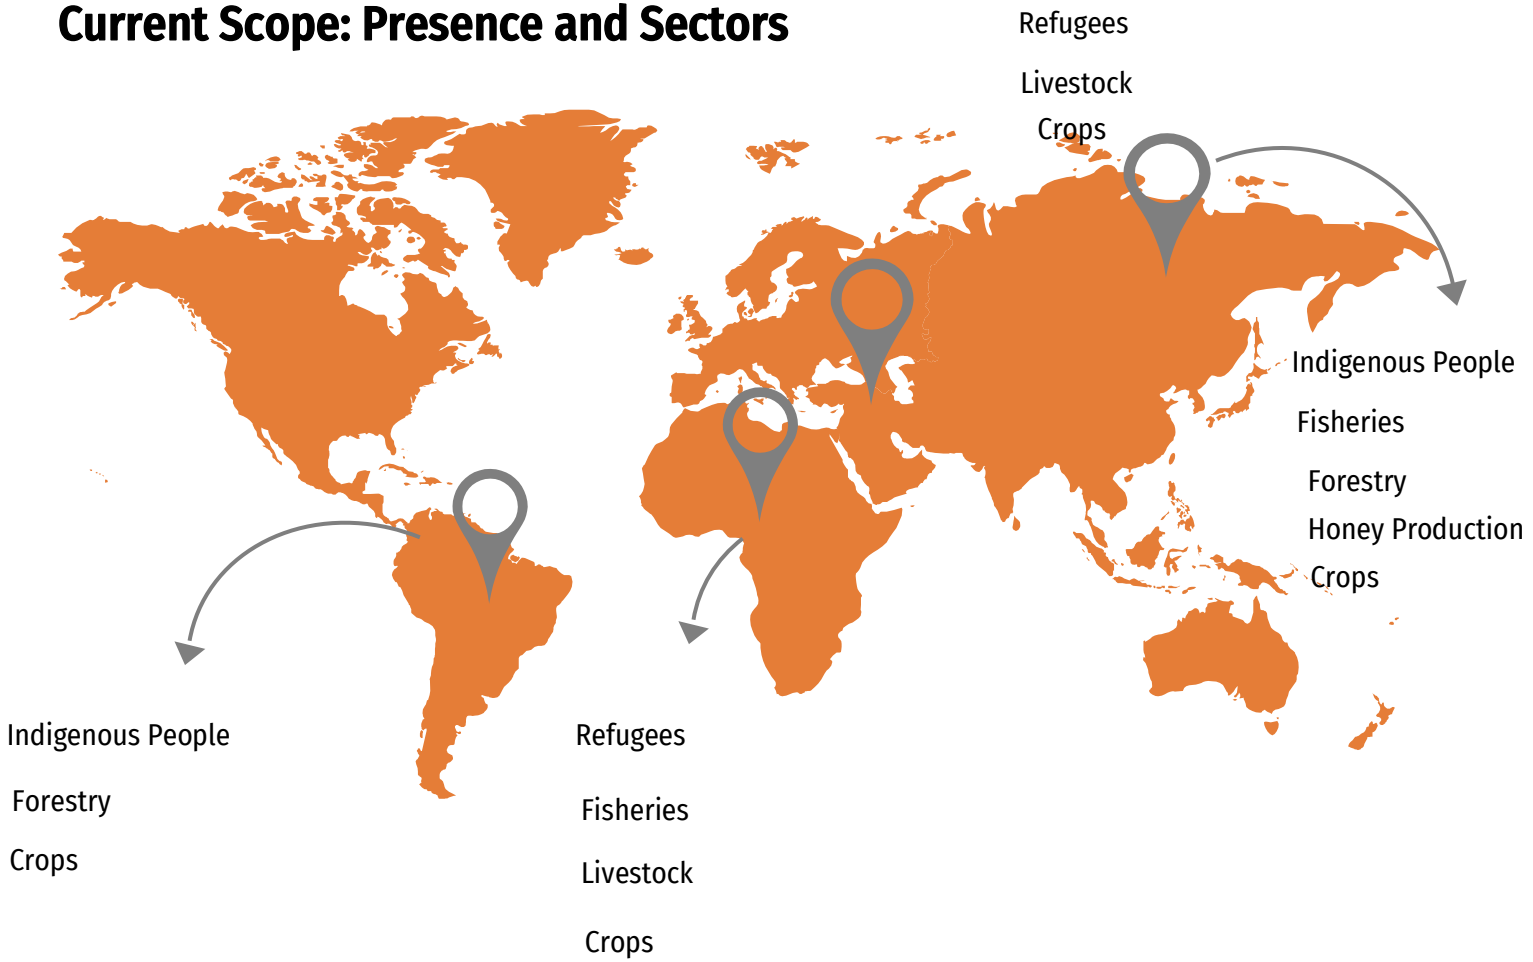 Current Scope: Presence and Sectors
Refugees
Livestock
Crops
Indigenous People
Fisheries
Forestry
Honey Production
Crops
Indigenous People
Forestry
Crops
Refugees
Fisheries
Livestock
Crops